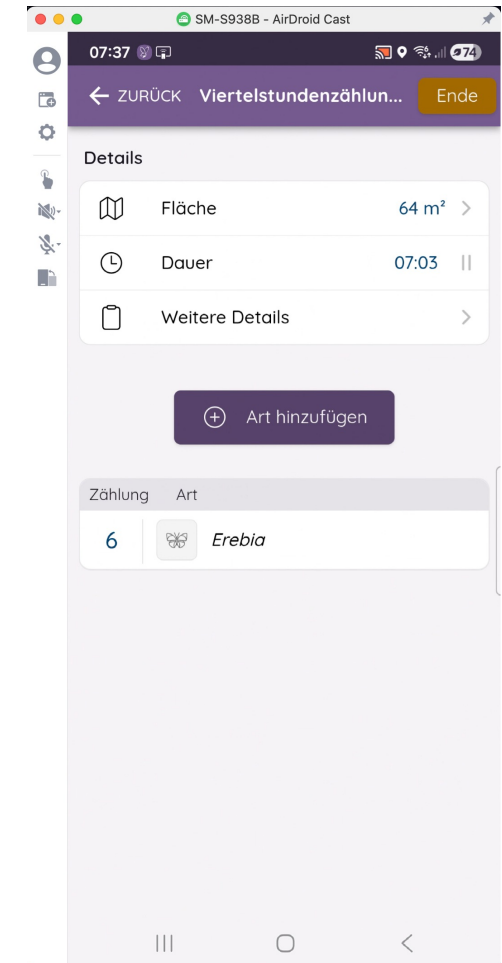 SM-S938B - AirDroid Cast
07:37 74
ZURÜCK Viertelstundenzählun... Ende
Details
Fläche 64 m²
Dauer 07:03
Weitere Details
Art hinzufügen
Zählung Art
6 Erebia